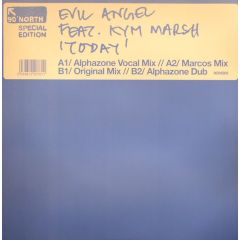 90 NORTH
SPECIAL
EDITION
EVIL ANGEL
FEAT. KYM MARSH
'TODAY'
A1/ Alphazone Vocal Mix // A2/ Marcos Mix
B1/ Original Mix // B2/ Alphazone Dub